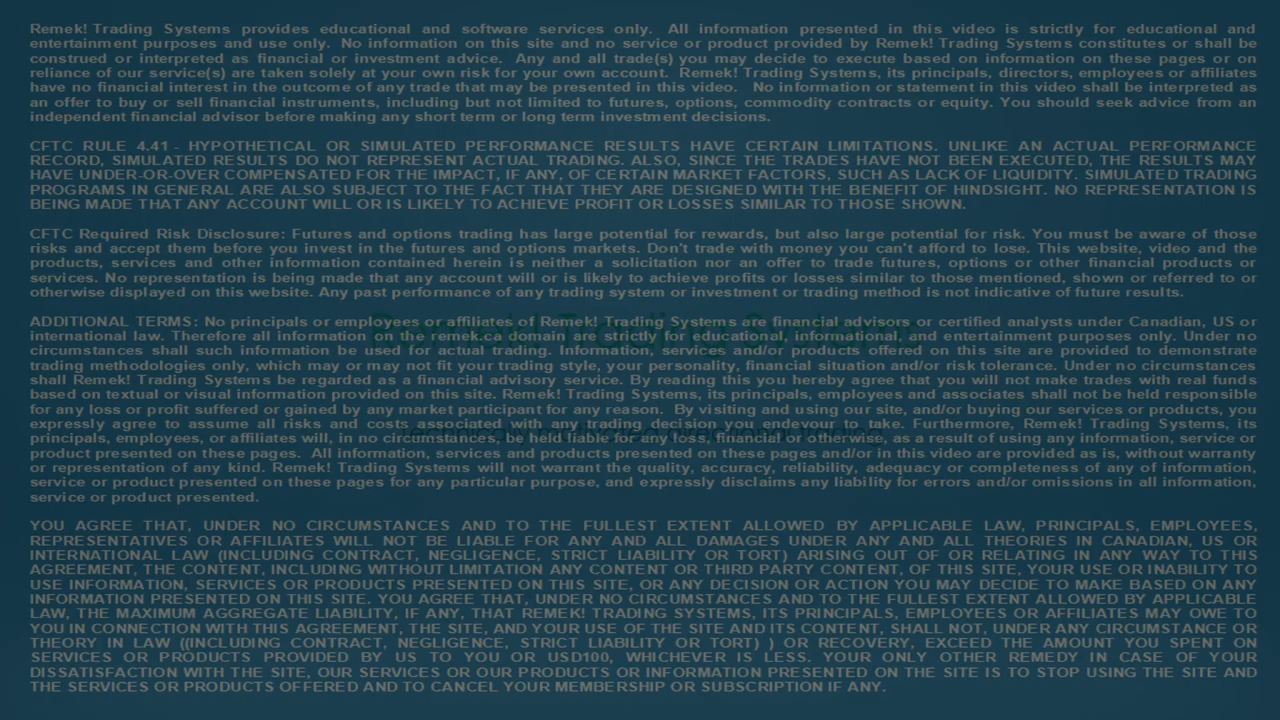 Remek! Trading Systems provides educational and software services only. All information presented in this video is strictly for educational and
entertainment purposes and use only. No information on this site and no service or product provided by Remek! Trading Systems constitutes or shall be
construed or interpreted as financial or investment advice. Any and all trade(s) you may decide to execute based on information on these pages or on
reliance of our service(s) are taken solely at your own risk for your own account. Remek! Trading Systems, its principals, directors, employees or affiliates
have no financial interest in the outcome of any trade that may be presented in this video. No information or statement in this video shall be interpreted as
an offer to buy or sell financial instruments, including but not limited to futures, options, commodity contracts or equity. You should seek advice from an
independent financial advisor before making any short term or long term investment decisions.
CFTC RULE 4.41 - HYPOTHETICAL OR SIMULATED PERFORMANCE RESULTS HAVE CERTAIN LIMITATIONS. UNLIKE AN ACTUAL PERFORMANCE
RECORD, SIMULATED RESULTS DO NOT REPRESENT ACTUAL TRADING. ALSO, SINCE THE TRADES HAVE NOT BEEN EXECUTED, THE RESULTS MAY
HAVE UNDER-OR-OVER COMPENSATED FOR THE IMPACT, IF ANY, OF CERTAIN MARKET FACTORS, SUCH AS LACK OF LIQUIDITY. SIMULATED TRADING
PROGRAMS IN GENERAL ARE ALSO SUBJECT TO THE FACT THAT THEY ARE DESIGNED WITH THE BENEFIT OF HINDSIGHT. NO REPRESENTATION IS
BEING MADE THAT ANY ACCOUNT WILL OR IS LIKELY TO ACHIEVE PROFIT OR LOSSES SIMILAR TO THOSE SHOWN.
CFTC Required Risk Disclosure: Futures and options trading has large potential for rewards, but also large potential for risk. You must be aware of those
risks and accept them before you invest in the futures and options markets. Don't trade with money you can't afford to lose. This website, video and the
products, services and other information contained herein is neither a solicitation nor an offer to trade futures, options or other financial products or
services. No representation is being made that any account will or is likely to achieve profits or losses similar to those mentioned, shown or referred to or
otherwise displayed on this website. Any past performance of any trading system or investment or trading method is not indicative of future results.
ADDITIONAL TERMS: No principals or employees or affiliates of Remek! Trading Systems are financial advisors or certified analysts under Canadian, US or
international law. Therefore all information on the remek.ca domain are strictly for educational, informational, and entertainment purposes only. Under no
circumstances shall such information be used for actual trading. Information, services and/or products offered on this site are provided to demonstrate
trading methodologies only, which may or may not fit your trading style, your personality, financial situation and/or risk tolerance. Under no circumstances
shall Remek! Trading Systems be regarded as a financial advisory service. By reading this you hereby agree that you will not make trades with real funds
based on textual or visual information provided on this site. Remek! Trading Systems, its principals, employees and associates shall not be held responsible
for any loss or profit suffered or gained by any market participant for any reason. By visiting and using our site, and/or buying our services or products, you
expressly agree to assume all risks and costs associated with any trading decision you make. Furthermore, Remek! Trading Systems, its
principals, employees, or affiliates will, in no circumstances, be held liable for any loss, financial or otherwise, as a result of using any information, service or
product presented on these pages. All information, services and products presented on these pages and/or in this video are provided as is, without warranty
or representation of any kind. Remek! Trading Systems will not warrant the quality, accuracy, reliability, adequacy or completeness of any of information,
service or product presented on these pages for any particular purpose, and expressly disclaims any liability for errors and/or omissions in all information,
service or product presented.
YOU AGREE THAT, UNDER NO CIRCUMSTANCES AND TO THE FULLEST EXTENT ALLOWED BY APPLICABLE LAW, PRINCIPALS, EMPLOYEES,
REPRESENTATIVES OR AFFILIATES WILL NOT BE LIABLE FOR ANY AND ALL DAMAGES UNDER ANY AND ALL THEORIES IN CANADIAN, US OR
INTERNATIONAL LAW (INCLUDING CONTRACT, NEGLIGENCE, STRICT LIABILITY OR TORT) ARISING OUT OF OR RELATING IN ANY WAY TO THIS
AGREEMENT, THE CONTENT, INCLUDING WITHOUT LIMITATION ANY CONTENT OR THIRD PARTY CONTENT, OF THIS SITE, YOUR USE OR INABILITY TO
USE INFORMATION, SERVICES OR PRODUCTS PRESENTED ON THIS SITE, OR ANY DECISION OR ACTION YOU MAY DECIDE TO MAKE BASED ON ANY
INFORMATION PRESENTED ON THIS SITE. YOU AGREE THAT, UNDER NO CIRCUMSTANCES AND TO THE FULLEST EXTENT ALLOWED BY APPLICABLE
LAW, THE MAXIMUM AGGREGATE LIABILITY, IF ANY, THAT REMEK! TRADING SYSTEMS, ITS PRINCIPALS, EMPLOYEES OR AFFILIATES MAY OWE TO
YOU IN CONNECTION WITH THIS AGREEMENT, THE SITE, AND YOUR USE OF THE SITE AND ITS CONTENT, SHALL NOT, UNDER ANY CIRCUMSTANCE OR
THEORY IN LAW ((INCLUDING CONTRACT, NEGLIGENCE, STRICT LIABILITY OR TORT) ) OR RECOVERY, EXCEED THE AMOUNT YOU SPENT ON
SERVICES OR PRODUCTS PROVIDED BY US TO YOU OR USD100, WHICHEVER IS LESS. YOUR ONLY OTHER REMEDY IN CASE OF YOUR
DISSATISFACTION WITH THE SITE, OUR SERVICES OR OUR PRODUCTS OR INFORMATION PRESENTED ON THE SITE IS TO STOP USING THE SITE AND
THE SERVICES OR PRODUCTS OFFERED AND TO CANCEL YOUR MEMBERSHIP OR SUBSCRIPTION IF ANY.